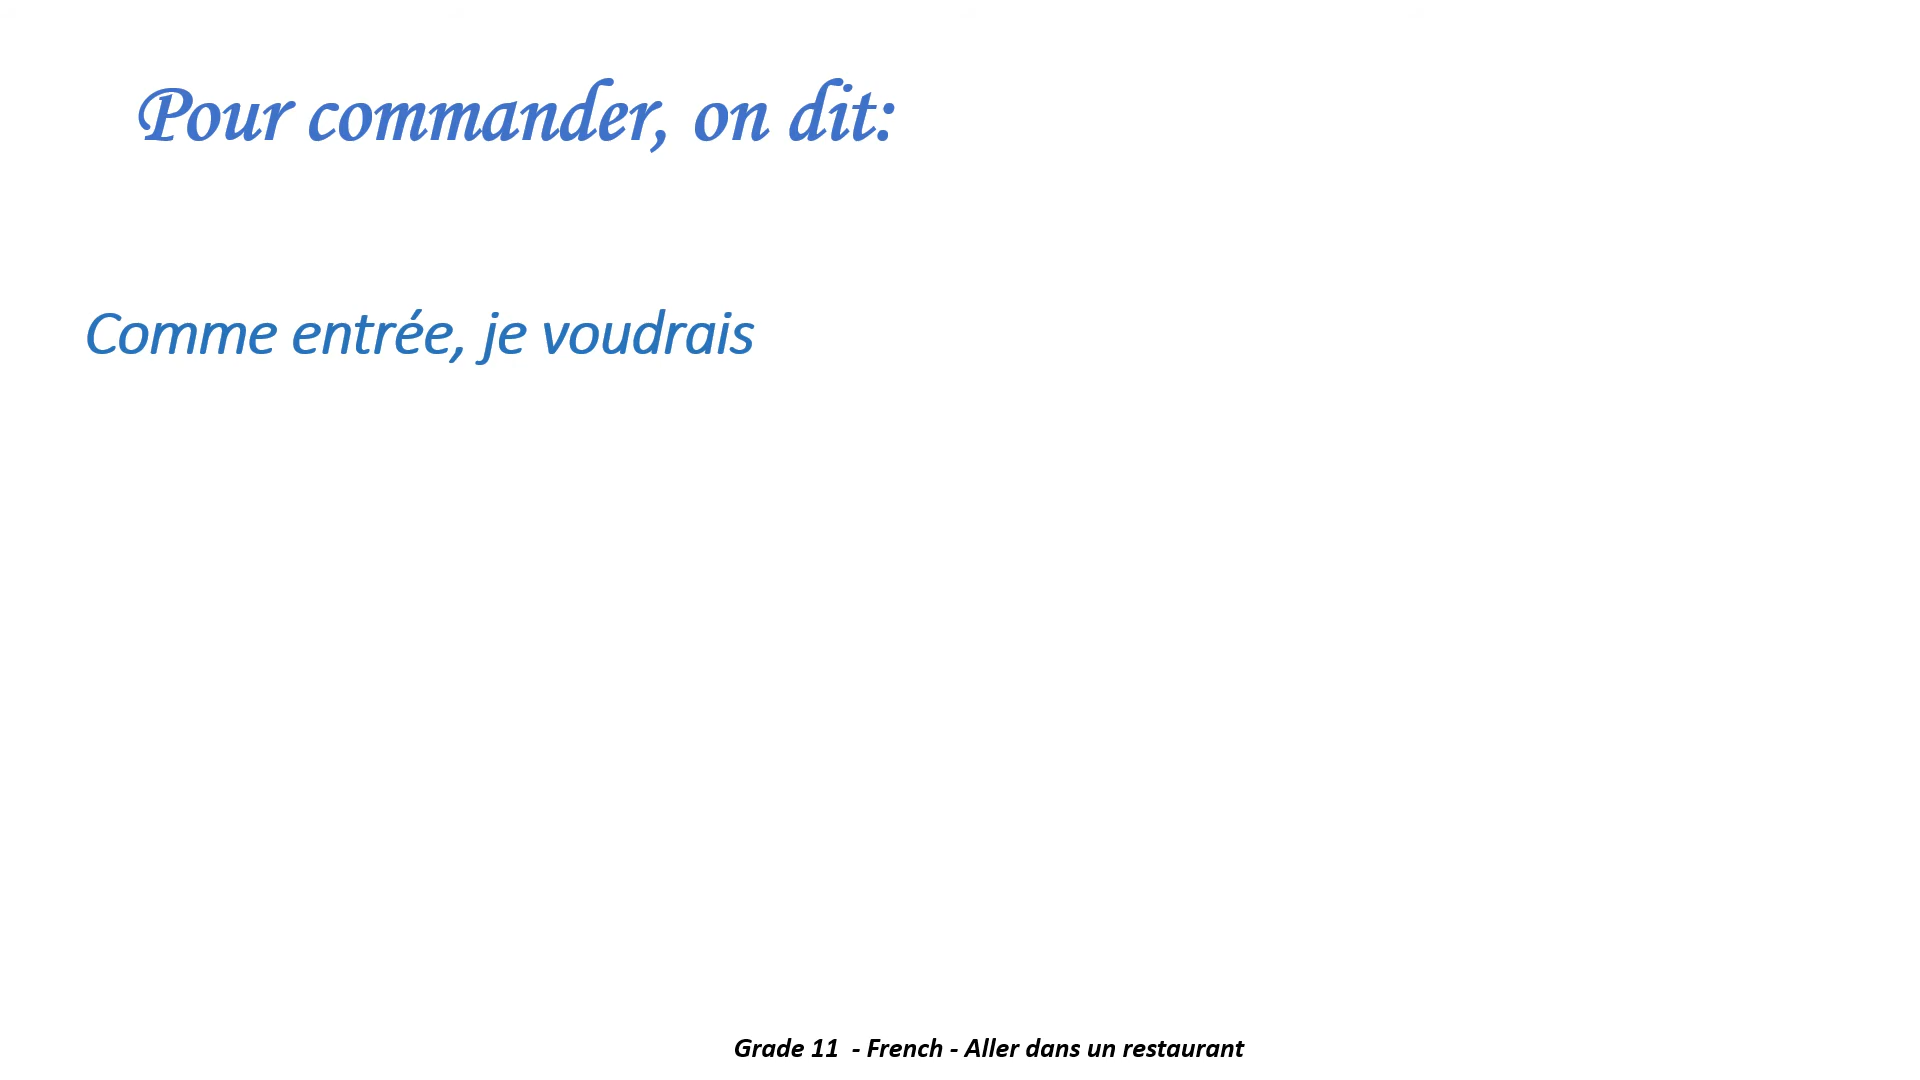 Pour commander, on dit:
Comme entrée, je voudrais
Grade 11  - French - Aller dans un restaurant